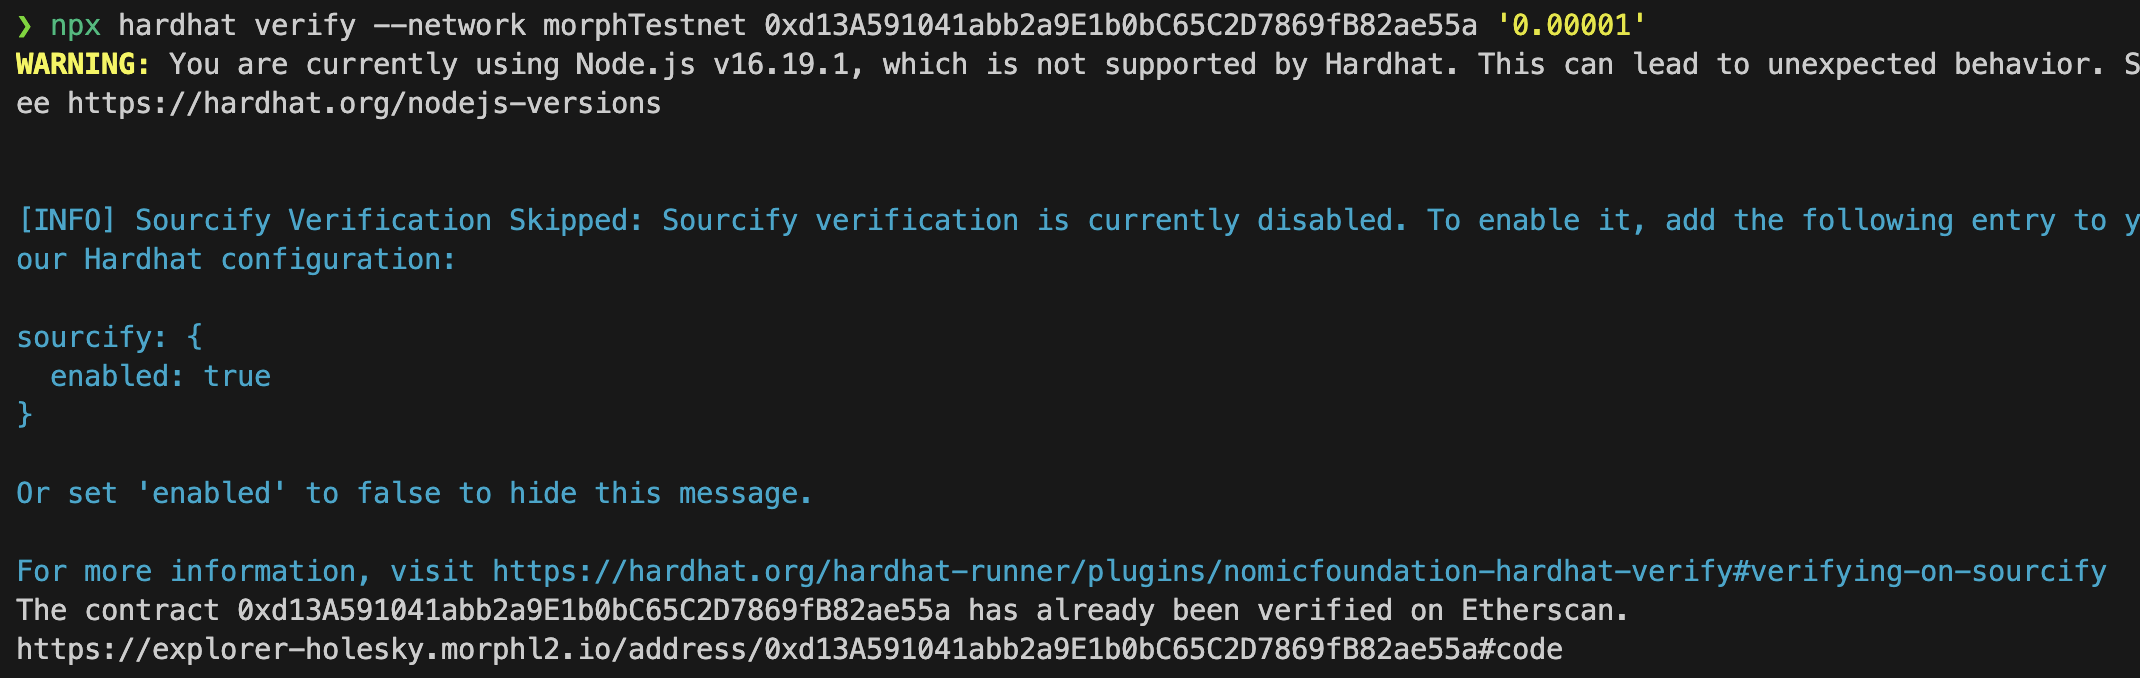 ❯ npx hardhat verify --network morphTestnet 0xd13A591041abb2a9E1b0bC65C2D7869fB82ae55a '0.00001'
WARNING: You are currently using Node.js v16.19.1, which is not supported by Hardhat. This can lead to unexpected behavior. S
ee https://hardhat.org/nodejs-versions
[INFO] Sourcify Verification Skipped: Sourcify verification is currently disabled. To enable it, add the following entry to y
our Hardhat configuration:
sourcify: {
  enabled: true
}
Or set 'enabled' to false to hide this message.
For more information, visit https://hardhat.org/hardhat-runner/plugins/nomicfoundation-hardhat-verify#verifying-on-sourcify
The contract 0xd13A591041abb2a9E1b0bC65C2D7869fB82ae55a has already been verified on Etherscan.
https://explorer-holesky.morphl2.io/address/0xd13A591041abb2a9E1b0bC65C2D7869fB82ae55a#code